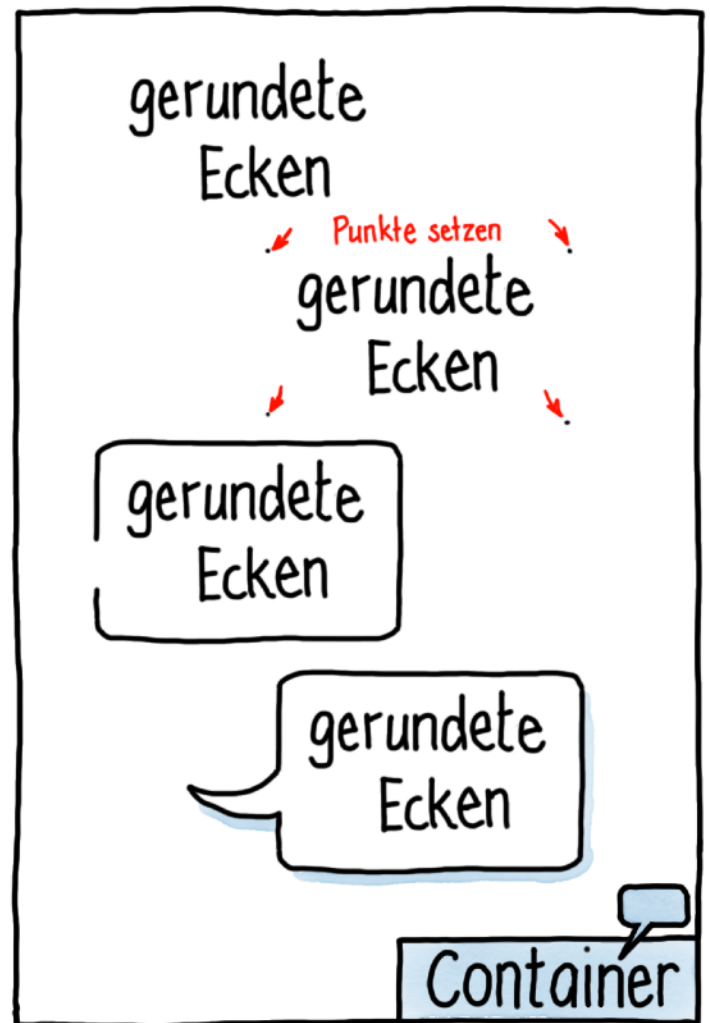 gerundete
Ecken
Punkte setzen
gerundete
Ecken
gerundete
Ecken
gerundete
Ecken
Container